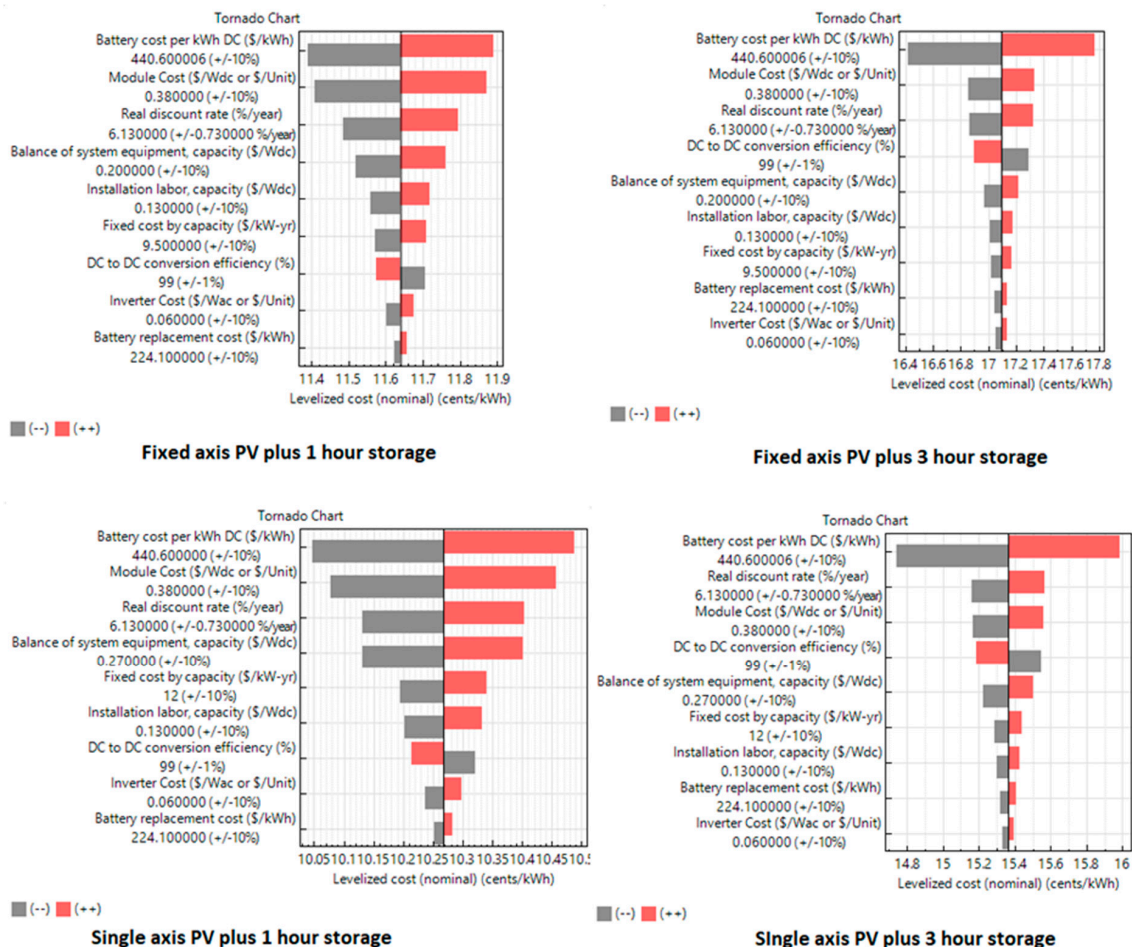 Tornado Chart
Battery cost per kWh DC ($/kWh)
440.600006 (+/-10%)
Module Cost ($/Wdc or $/Unit)
0.380000 (+/-10%)
Real discount rate (%/year)
6.130000 (+/-0.730000 %/year)
Balance of system equipment, capacity ($/Wdc)
0.200000 (+/-10%)
Installation labor, capacity ($/Wdc)
0.130000 (+/-10%)
Fixed cost by capacity ($/kW-yr)
9.500000 (+/-10%)
DC to DC conversion efficiency (%)
99 (+/-1%)
Inverter Cost ($/Wac or $/Unit)
0.060000 (+/-10%)
Battery replacement cost ($/kWh)
224.100000 (+/-10%)
11.4 11.5 11.6 11.7 11.8 11.9
Levelized cost (nominal) (cents/kWh)
(--) (++)
Fixed axis PV plus 1 hour storage
Tornado Chart
Battery cost per kWh DC ($/kWh)
440.600006 (+/-10%)
Module Cost ($/Wdc or $/Unit)
0.380000 (+/-10%)
Real discount rate (%/year)
6.130000 (+/-0.730000 %/year)
DC to DC conversion efficiency (%)
99 (+/-1%)
Balance of system equipment, capacity ($/Wdc)
0.200000 (+/-10%)
Installation labor, capacity ($/Wdc)
0.130000 (+/-10%)
Fixed cost by capacity ($/kW-yr)
9.500000 (+/-10%)
Battery replacement cost ($/kWh)
224.100000 (+/-10%)
Inverter Cost ($/Wac or $/Unit)
0.060000 (+/-10%)
16.4 16.6 16.8 17 17.2 17.4 17.6 17.8
Levelized cost (nominal) (cents/kWh)
(--) (++)
Fixed axis PV plus 3 hour storage
Tornado Chart
Battery cost per kWh DC ($/kWh)
440.600000 (+/-10%)
Module Cost ($/Wdc or $/Unit)
0.380000 (+/-10%)
Real discount rate (%/year)
6.130000 (+/-0.730000 %/year)
Balance of system equipment, capacity ($/Wdc)
0.270000 (+/-10%)
Fixed cost by capacity ($/kW-yr)
12 (+/-10%)
Installation labor, capacity ($/Wdc)
0.130000 (+/-10%)
DC to DC conversion efficiency (%)
99 (+/-1%)
Inverter Cost ($/Wac or $/Unit)
0.060000 (+/-10%)
Battery replacement cost ($/kWh)
224.100000 (+/-10%)
10.05 10.1 10.15 10.2 10.25 10.3 10.35 10.4 10.45 10.5
Levelized cost (nominal) (cents/kWh)
(--) (++)
Single axis PV plus 1 hour storage
Tornado Chart
Battery cost per kWh DC ($/kWh)
440.600006 (+/-10%)
Real discount rate (%/year)
6.130000 (+/-0.730000 %/year)
Module Cost ($/Wdc or $/Unit)
0.380000 (+/-10%)
DC to DC conversion efficiency (%)
99 (+/-1%)
Balance of system equipment, capacity ($/Wdc)
0.270000 (+/-10%)
Fixed cost by capacity ($/kW-yr)
12 (+/-10%)
Installation labor, capacity ($/Wdc)
0.130000 (+/-10%)
Battery replacement cost ($/kWh)
224.100000 (+/-10%)
Inverter Cost ($/Wac or $/Unit)
0.060000 (+/-10%)
14.8 15 15.2 15.4 15.6 15.8 16
Levelized cost (nominal) (cents/kWh)
(--) (++)
SIngle axis PV plus 3 hour storage